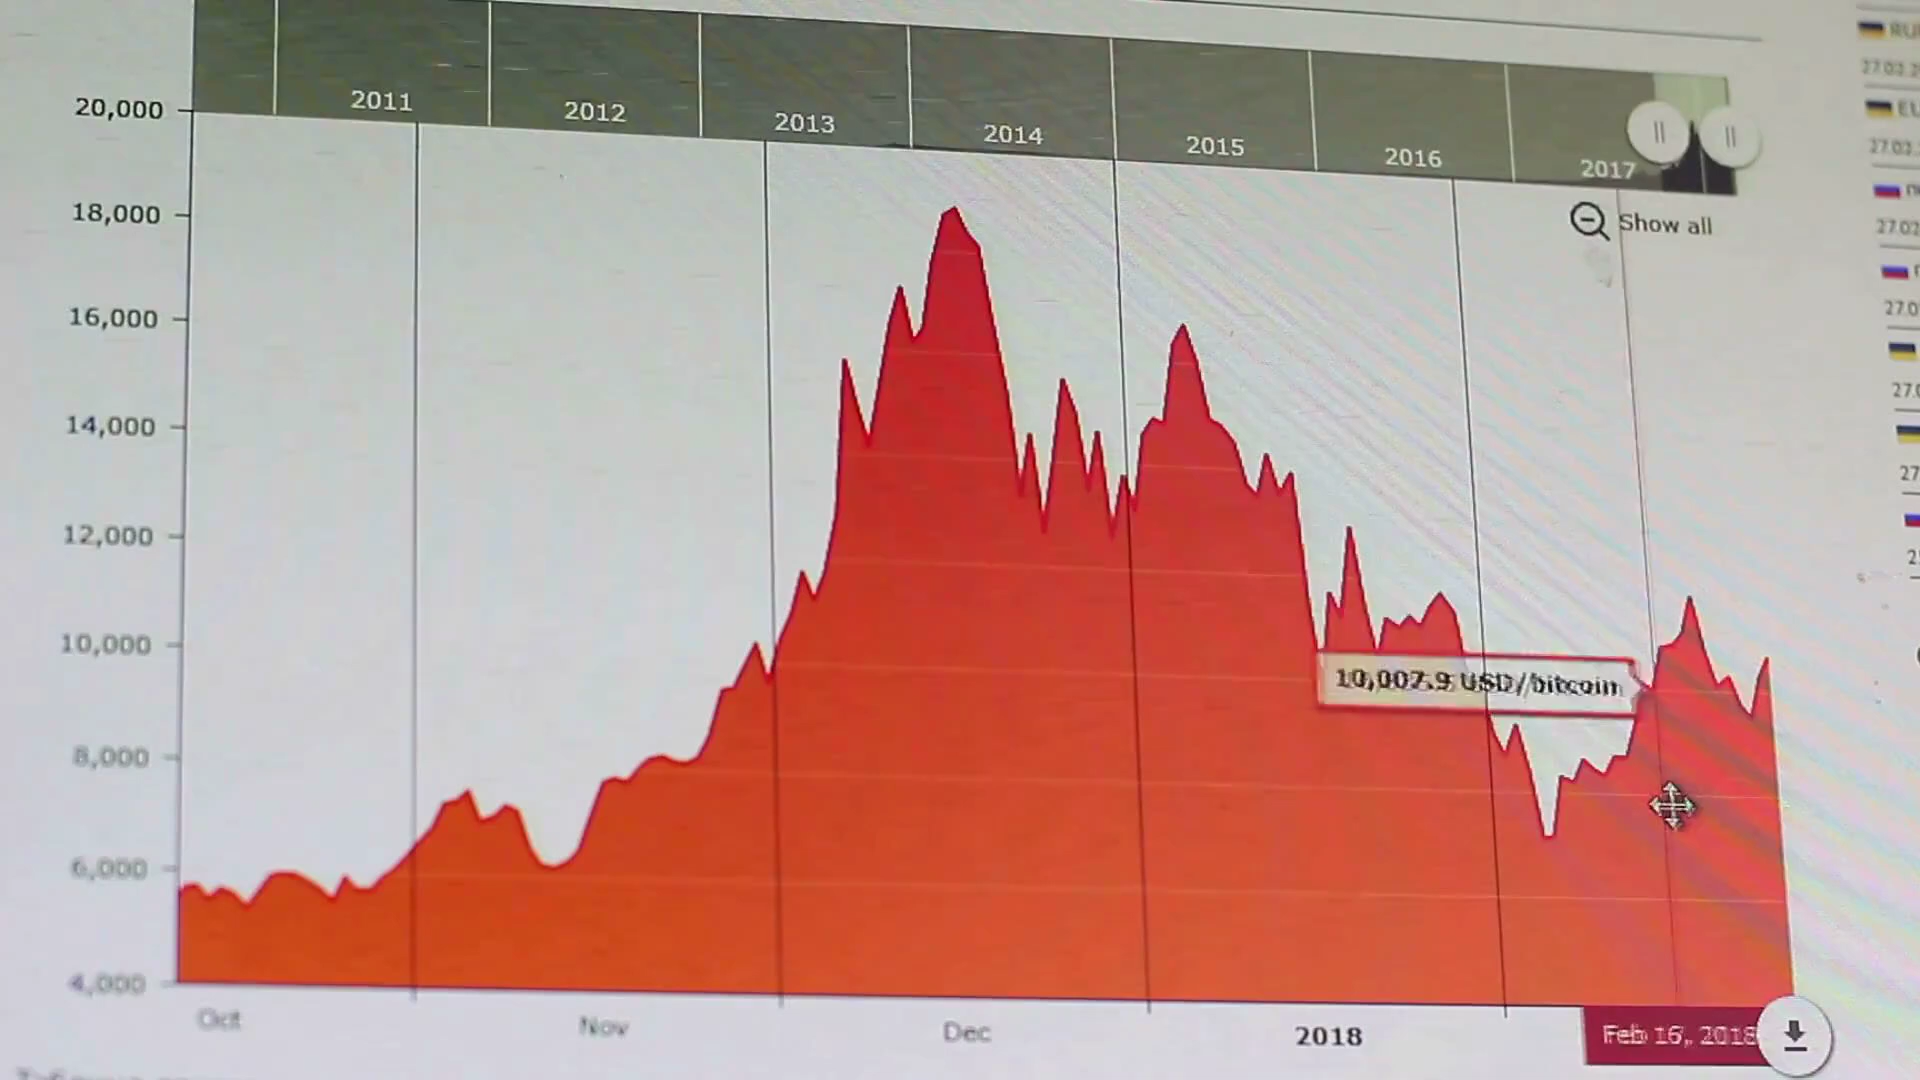 2011
2012
2013
2014
2015
2016
2017
Show all
20,000
18,000
16,000
14,000
12,000
10,000
8,000
6,000
4,000
10,007.9 USD/bitcoin
Oct
Nov
Dec
2018
Feb 16, 2018